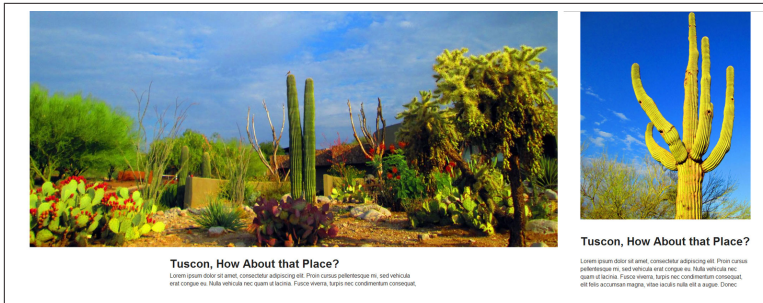 Tuscon, How About that Place?
Lorem ipsum dolor sit amet, consectetur adipiscing elit. Proin cursus pellentesque mi, sed vehicula
erat congue eu. Nulla vehicula nec quam ut lacinia. Fusce viverra, turpis nec condimentum consequat,
Tuscon, How About that Place?
Lorem ipsum dolor sit amet, consectetur adipiscing elit. Proin cursus
pellentesque mi, sed vehicula erat congue eu. Nulla vehicula nec
quam ut lacinia. Fusce viverra, turpis nec condimentum consequat,
elit felis accumsan magna, vitae iaculis nulla elit a augue. Donec